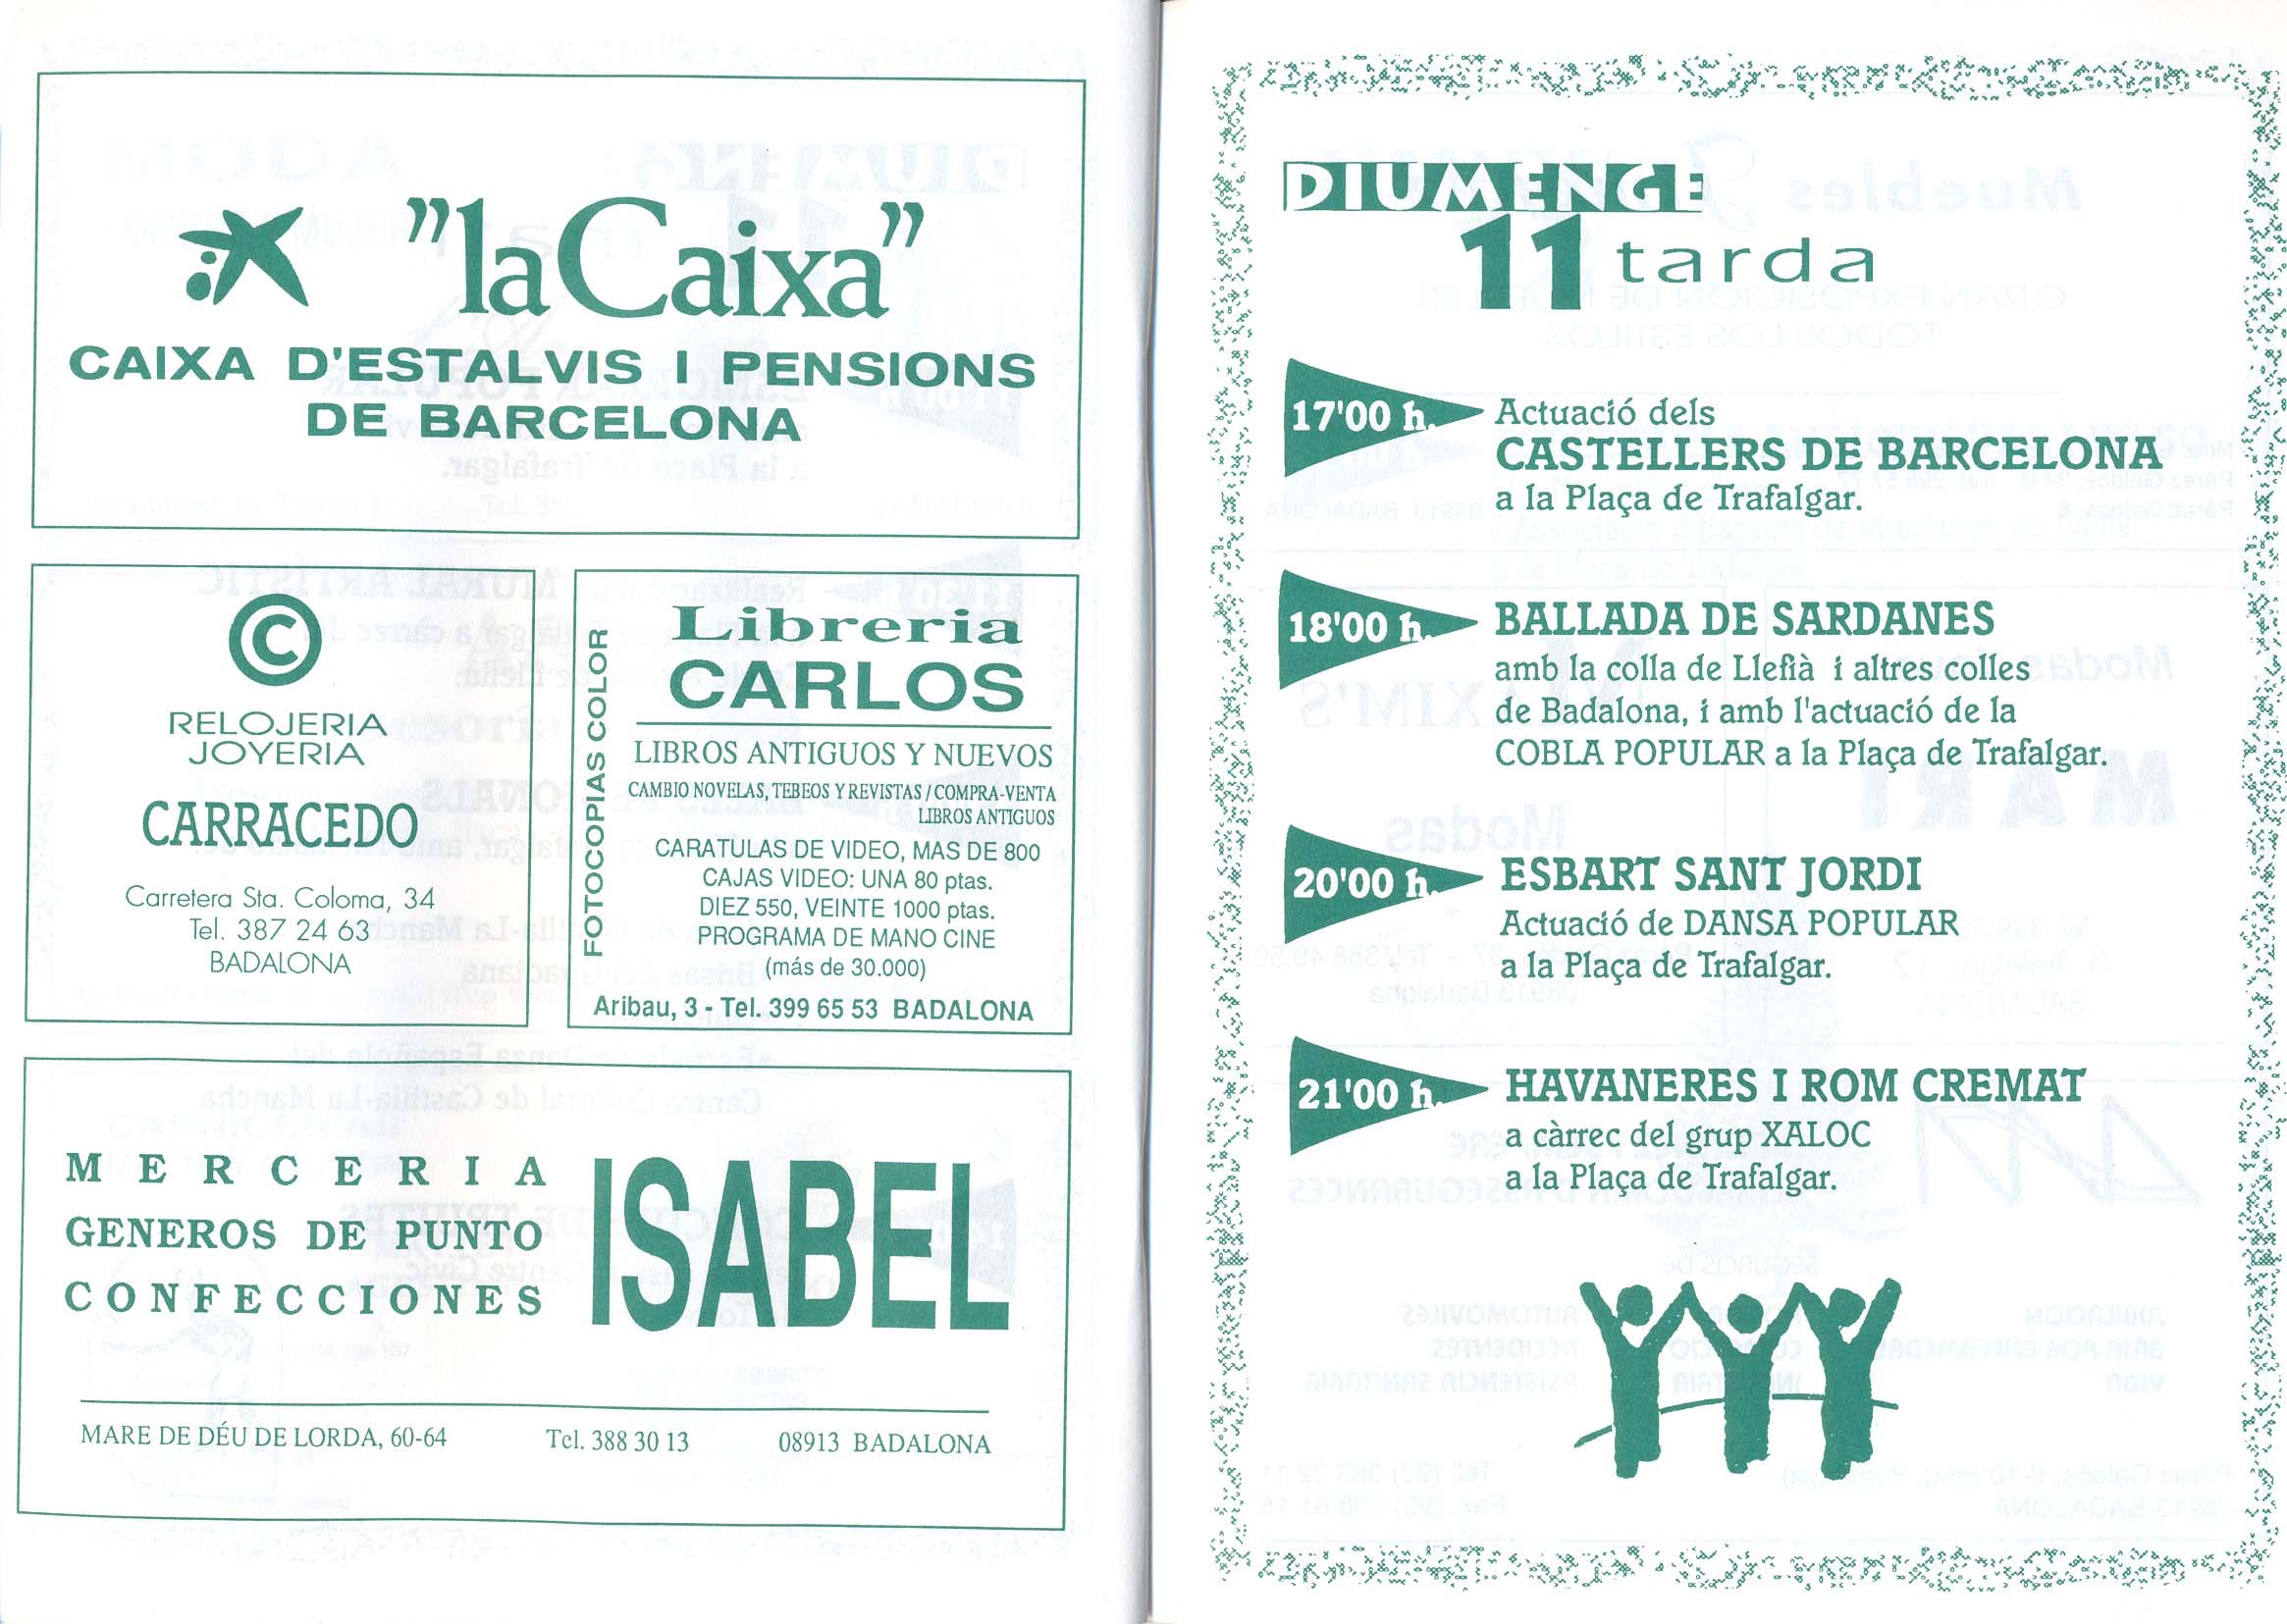 "la Caixa"
CAIXA D'ESTALVIS I PENSIONS
DE BARCELONA
C
RELOJERIA
JOYERIA
CARRACEDO
Carretera Sta. Coloma, 34
Tel. 387 24 63
BADALONA
FOTOCOPIAS COLOR
Libreria
CARLOS
LIBROS ANTIGUOS Y NUEVOS
CAMBIO NOVELAS, TEBEOS Y REVISTAS / COMPRA-VENTA
LIBROS ANTIGUOS
CARATULAS DE VIDEO, MAS DE 800
CAJAS VIDEO: UNA 80 ptas.
DIEZ 550, VEINTE 1000 ptas.
PROGRAMA DE MANO CINE
(más de 30.000)
Aribau, 3 - Tel. 399 65 53 BADALONA
MERCERIA
GENEROS DE PUNTO
CONFECCIONES
ISABEL
MARE DE DÉU DE LORDA, 60-64 Tel. 388 30 13 08913 BADALONA
DIUMENGE
11 tarda
17'00 h. Actuació dels
CASTELLERS DE BARCELONA
a la Plaça de Trafalgar.
18'00 h. BALLADA DE SARDANES
amb la colla de Llefià i altres colles
de Badalona, i amb l'actuació de la
COBLA POPULAR a la Plaça de Trafalgar.
20'00 h. ESBART SANT JORDI
Actuació de DANSA POPULAR
a la Plaça de Trafalgar.
21'00 h. HAVANERES I ROM CREMAT
a càrrec del grup XALOC
a la Plaça de Trafalgar.